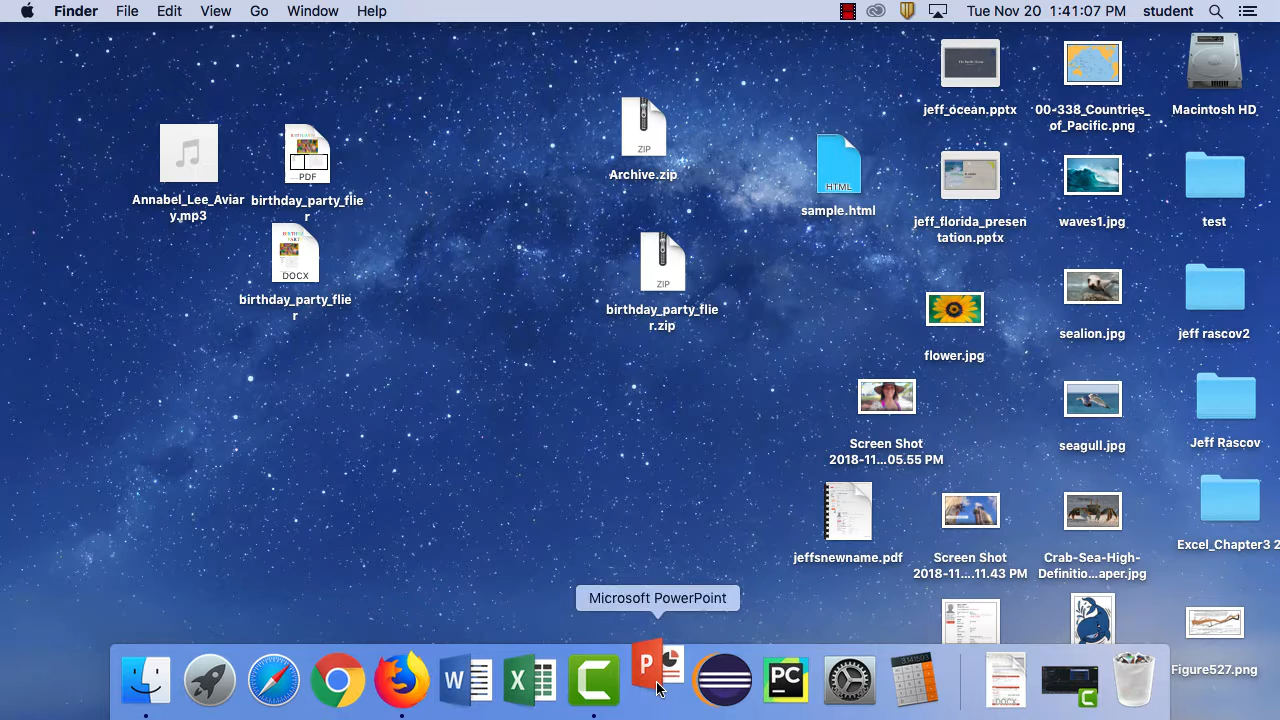 Finder File Edit View Go Window Help Tue Nov 20 1:41:07 PM student
jeff_ocean.pptx
00-338_Countries_
of_Pacific.png
Macintosh HD
Annabel_Lee_Aviar
y.mp3
PDF
birthday_party_flie
r
ZIP
Archive.zip
HTML
sample.html
jeff_florida_presen
tation.pptx
waves1.jpg
test
DOCX
birthday_party_flie
r
ZIP
birthday_party_flie
r.zip
flower.jpg
sealion.jpg
jeff rascov2
Screen Shot
2018-11...05.55 PM
seagull.jpg
Jeff Rascov
jeffsnewname.pdf
Screen Shot
2018-11....11.43 PM
Crab-Sea-High-
Definitio...aper.jpg
Excel_Chapter3 2
Microsoft PowerPoint
Figure527.png
W
X
C
P
PC
3.141593
DOCX
C